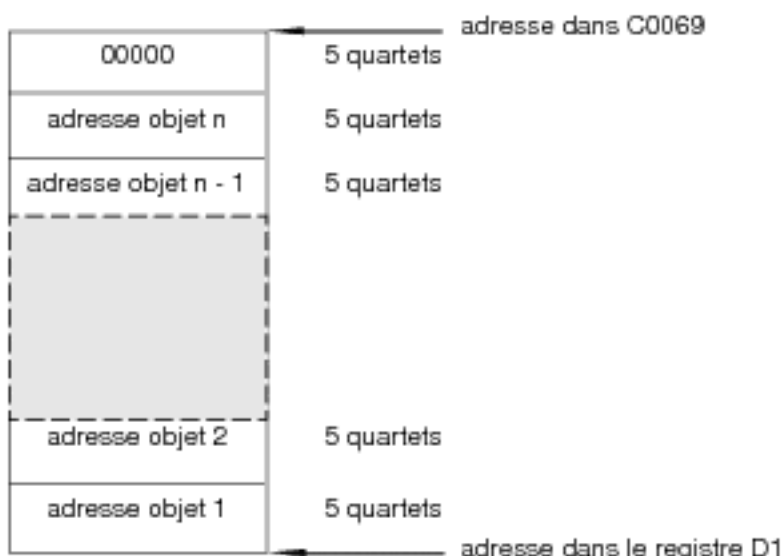 adresse dans C0069
00000 5 quartets
adresse objet n 5 quartets
adresse objet n - 1 5 quartets
adresse objet 2 5 quartets
adresse objet 1 5 quartets
adresse dans le registre D1